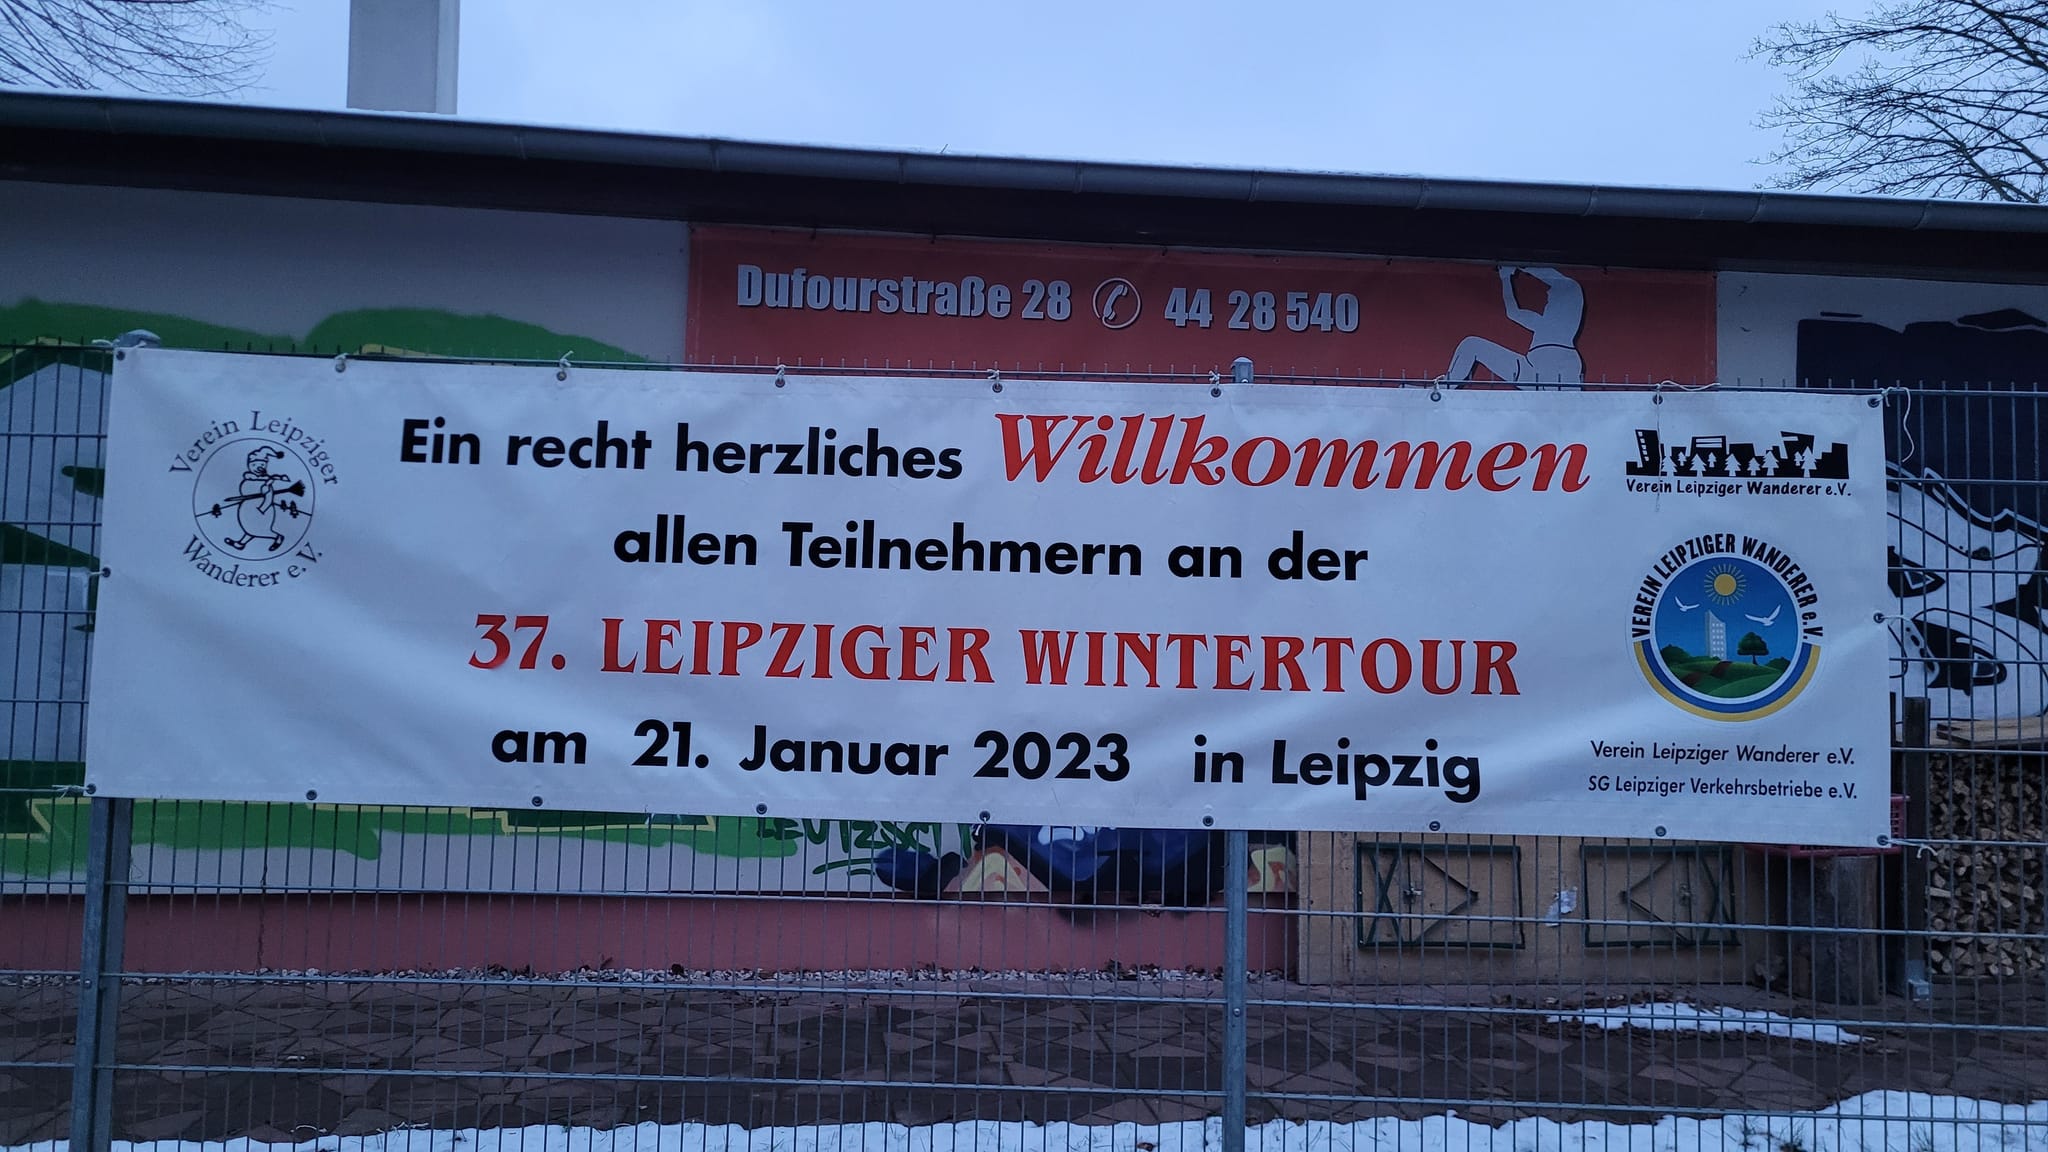 Dufourstraße 28 44 28 540
Verein Leipziger
Wanderer e.V.
Ein recht herzliches Willkommen
allen Teilnehmern an der
37. LEIPZIGER WINTERTOUR
am 21. Januar 2023 in Leipzig
Verein Leipziger Wanderer e.V.
VEREIN LEIPZIGER WANDERER e.V.
Verein Leipziger Wanderer e.V.
SG Leipziger Verkehrsbetriebe e.V.